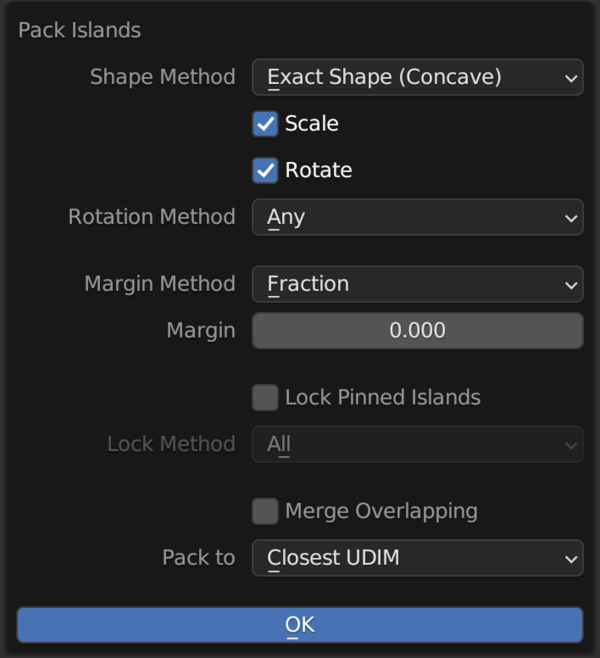 Pack Islands
Shape Method Exact Shape (Concave)
Scale
Rotate
Rotation Method Any
Margin Method Fraction
Margin 0.000
Lock Pinned Islands
Lock Method All
Merge Overlapping
Pack to Closest UDIM
OK